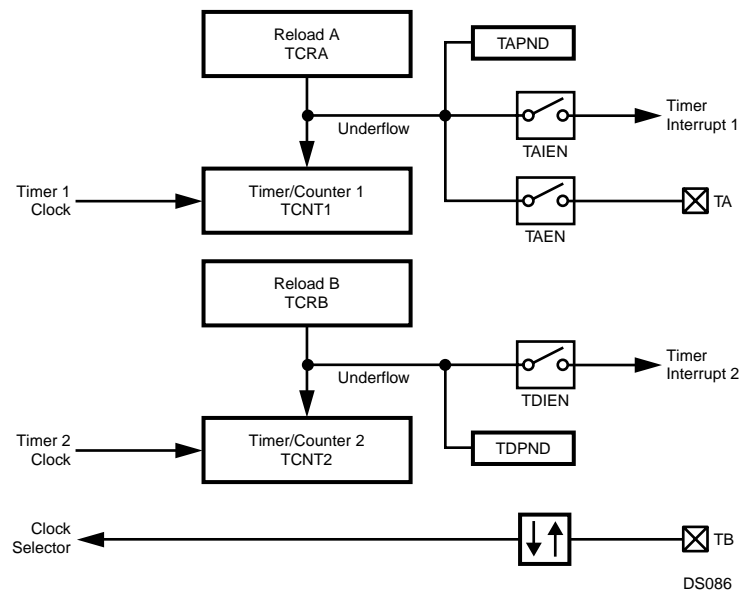 Reload A
TCRA
TAPND
Underflow
Timer
Interrupt 1
TAIEN
Timer 1
Clock
Timer/Counter 1
TCNT1
TA
TAEN
Reload B
TCRB
Underflow
Timer
Interrupt 2
TDIEN
Timer 2
Clock
Timer/Counter 2
TCNT2
TDPND
Clock
Selector
TB
DS086